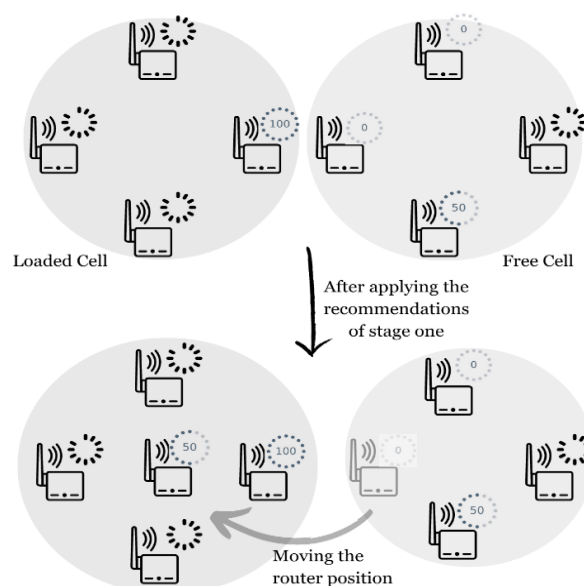 0
100
0
50
Loaded Cell
Free Cell
After applying the
recommendations
of stage one
0
50
100
0
50
Moving the
router position